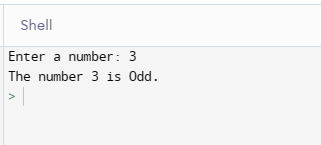 Shell
Enter a number: 3
The number 3 is Odd.
>